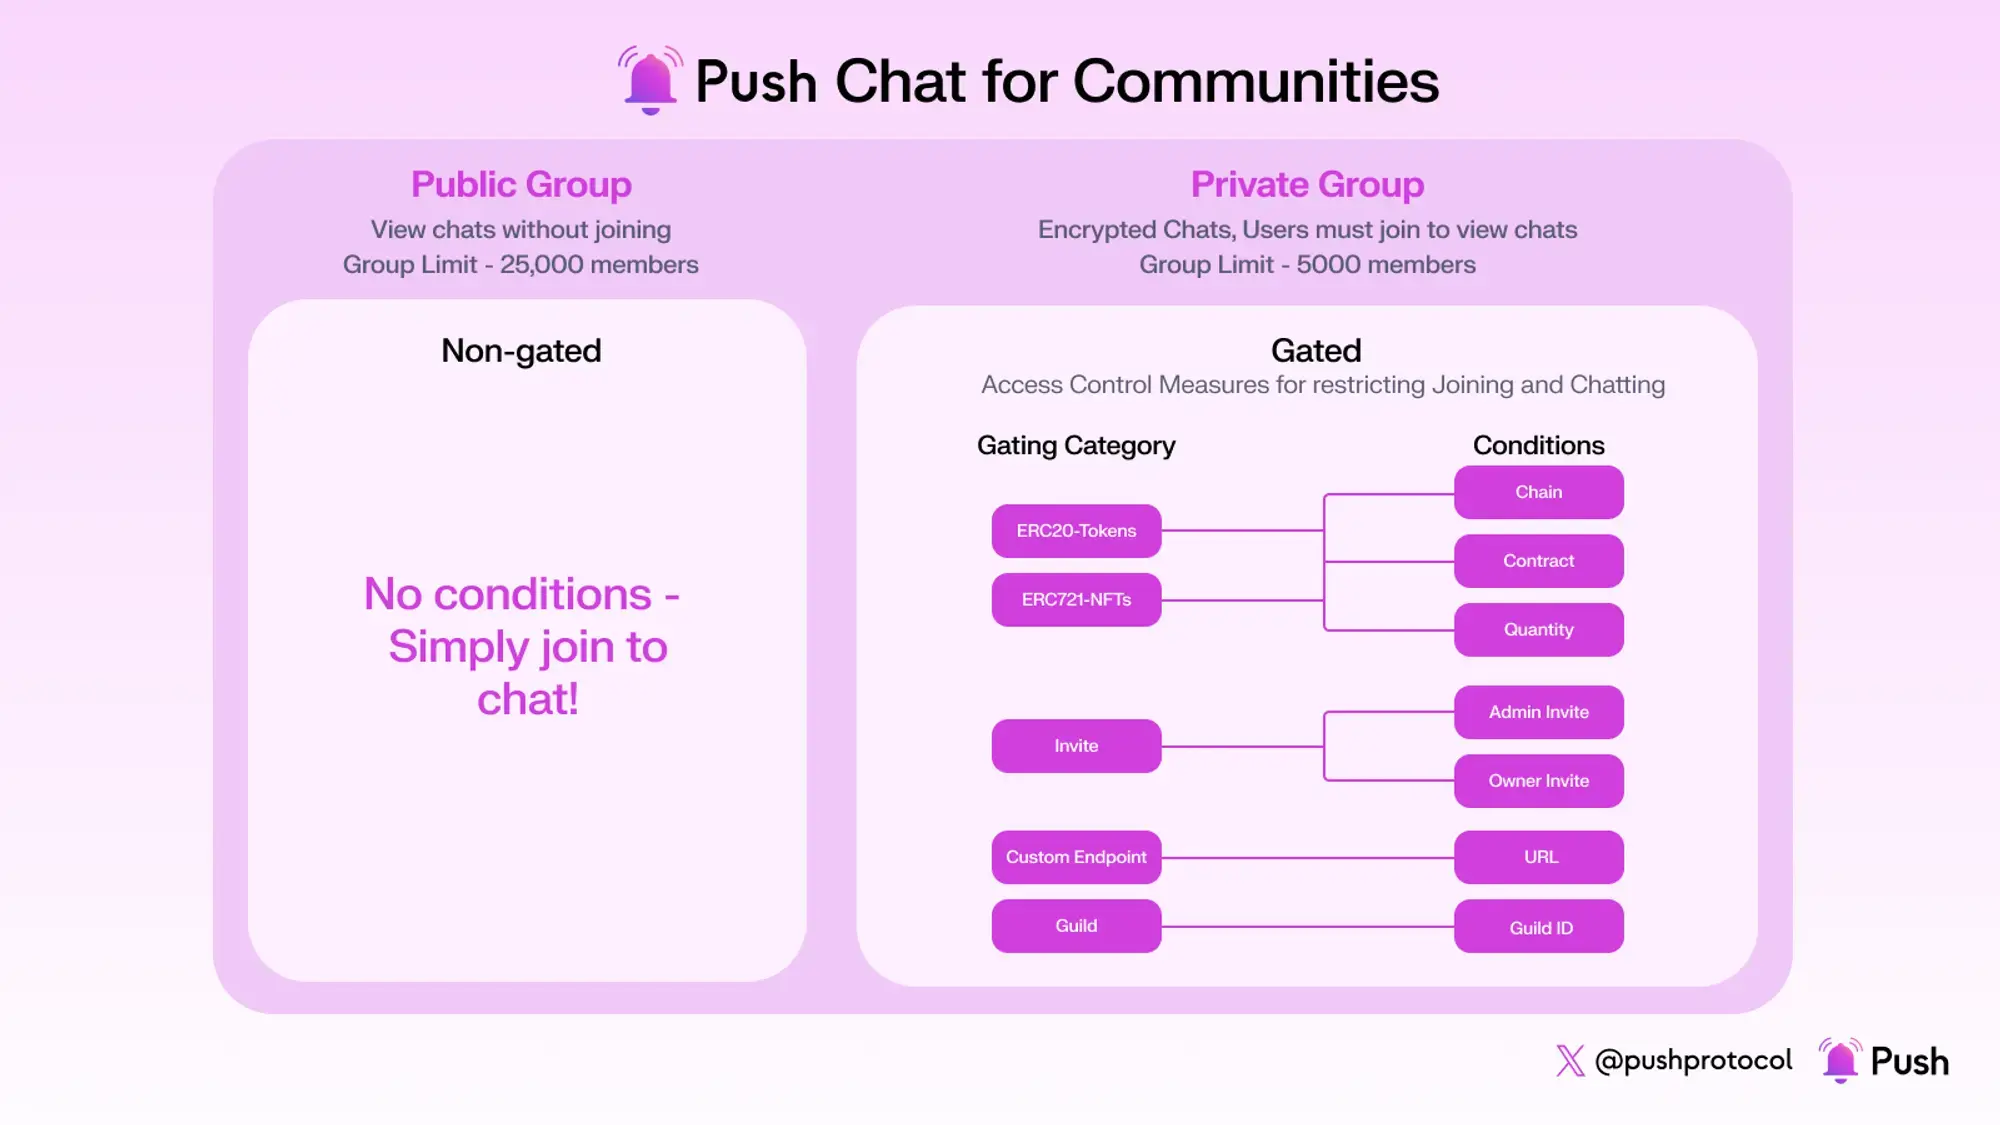 Push Chat for Communities
Public Group
View chats without joining
Group Limit - 25,000 members
Non-gated
No conditions -
Simply join to
chat!
Private Group
Encrypted Chats, Users must join to view chats
Group Limit - 5000 members
Gated
Access Control Measures for restricting Joining and Chatting
Gating Category
Conditions
ERC20-Tokens
ERC721-NFTs
Chain
Contract
Quantity
Invite
Admin Invite
Owner Invite
Custom Endpoint
URL
Guild
Guild ID
@pushprotocol
Push